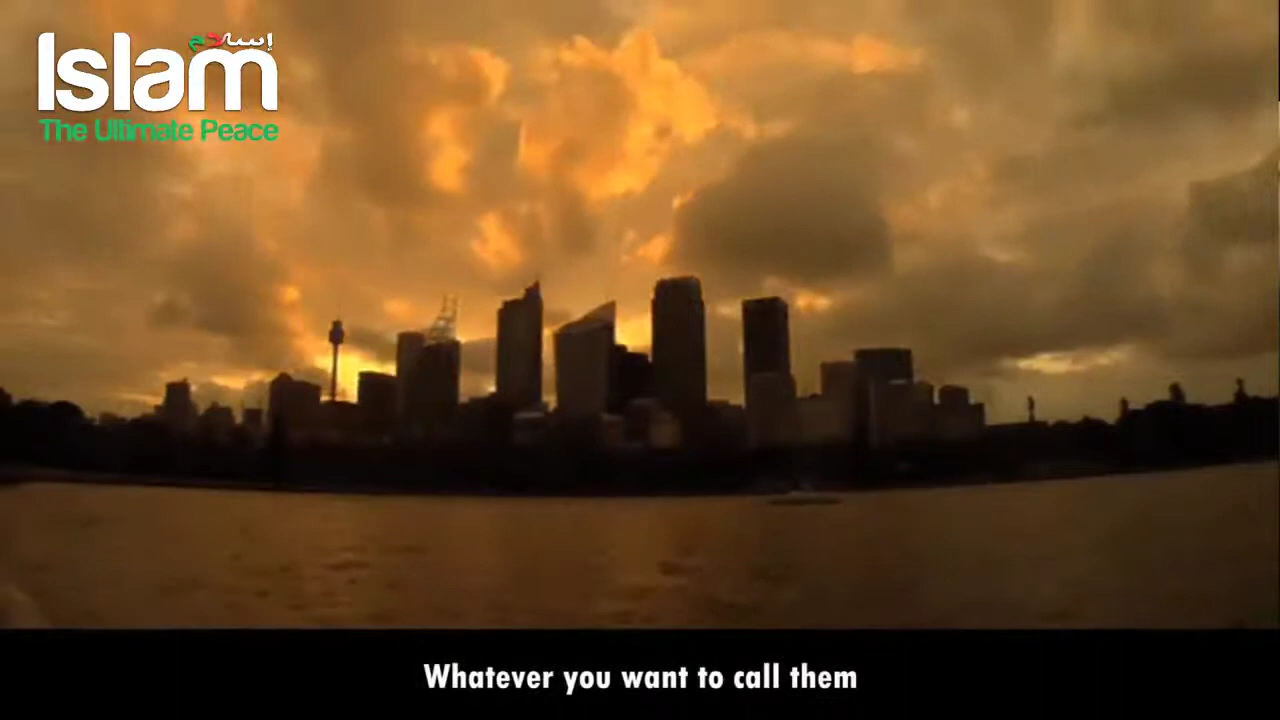 إسلام
Islam
The Ultimate Peace
Whatever you want to call them